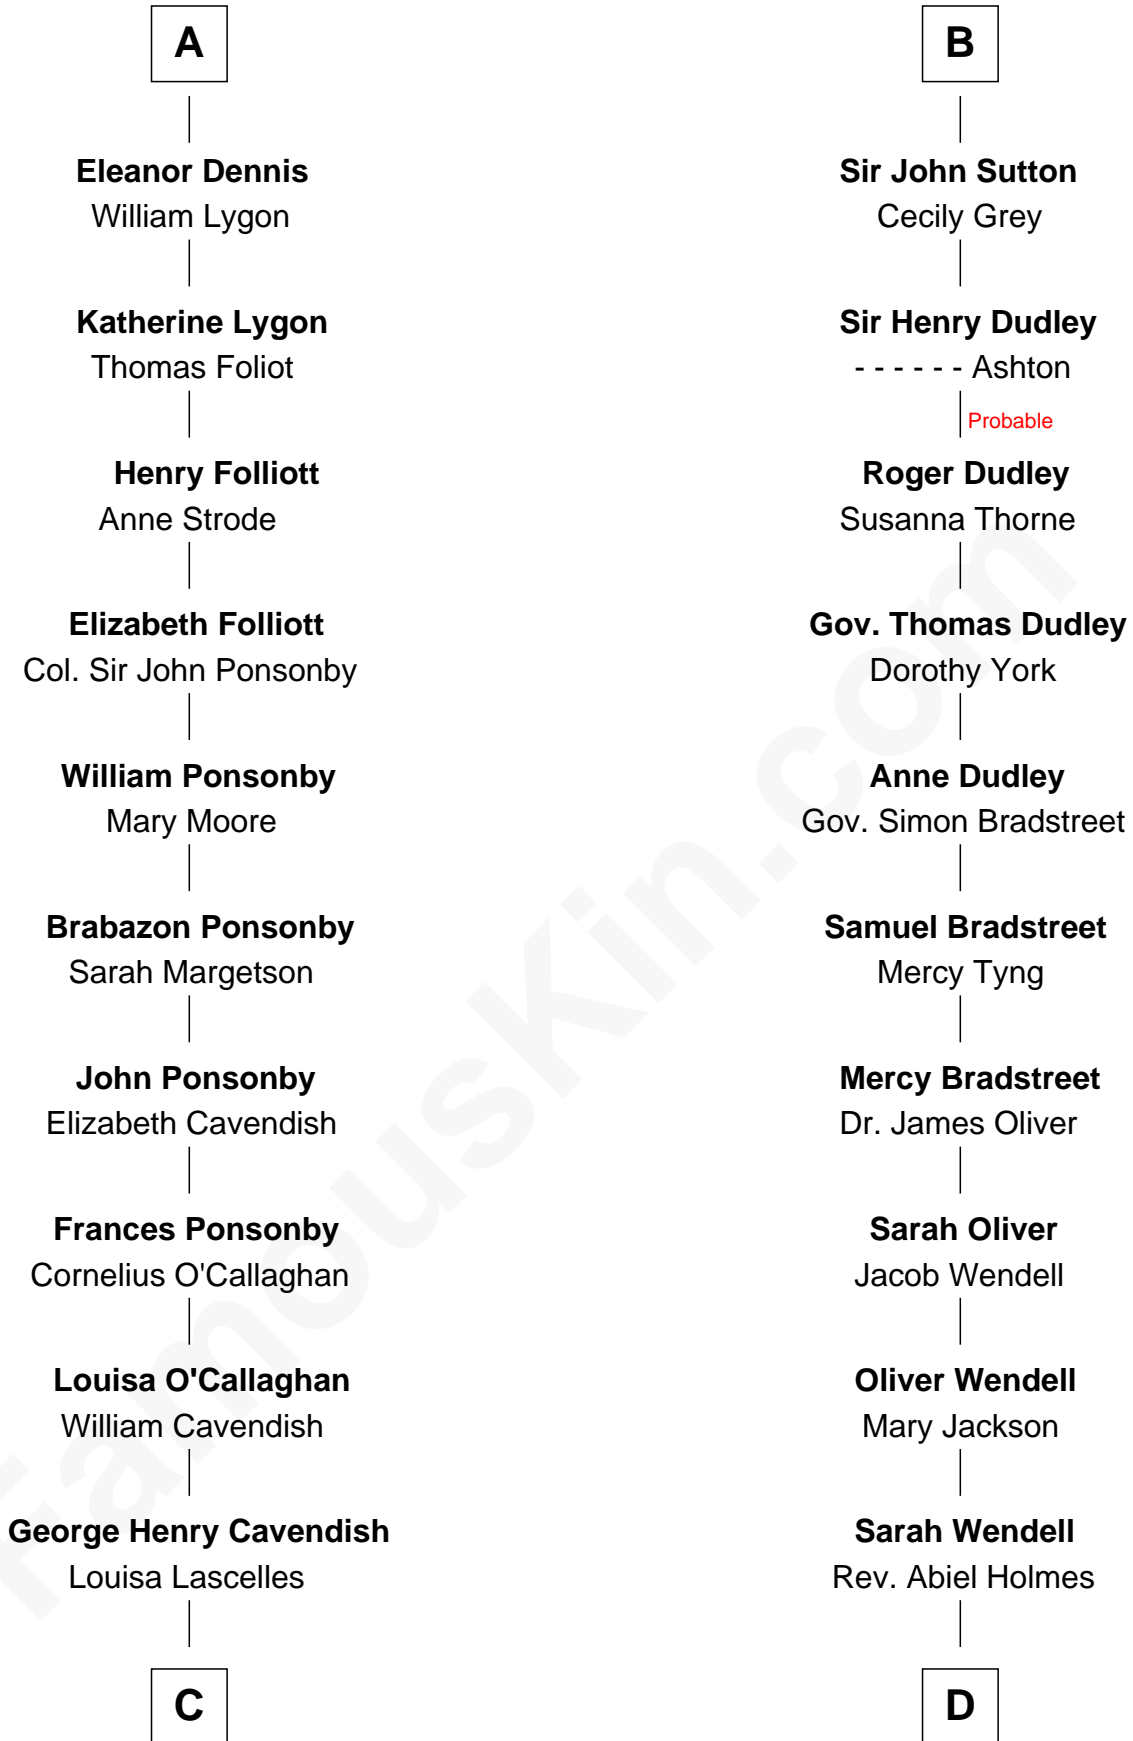 A
Eleanor Dennis
William Lygon
Katherine Lygon
Thomas Foliot
Henry Folliott
Anne Strode
Elizabeth Folliott
Col. Sir John Ponsonby
William Ponsonby
Mary Moore
Brabazon Ponsonby
Sarah Margetson
John Ponsonby
Elizabeth Cavendish
Frances Ponsonby
Cornelius O'Callaghan
Louisa O'Callaghan
William Cavendish
George Henry Cavendish
Louisa Lascelles
C
B
Sir John Sutton
Cecily Grey
Sir Henry Dudley
- - - - - - Ashton
Probable
Roger Dudley
Susanna Thorne
Gov. Thomas Dudley
Dorothy York
Anne Dudley
Gov. Simon Bradstreet
Samuel Bradstreet
Mercy Tyng
Mercy Bradstreet
Dr. James Oliver
Sarah Oliver
Jacob Wendell
Oliver Wendell
Mary Jackson
Sarah Wendell
Rev. Abiel Holmes
D
FamousKin.com